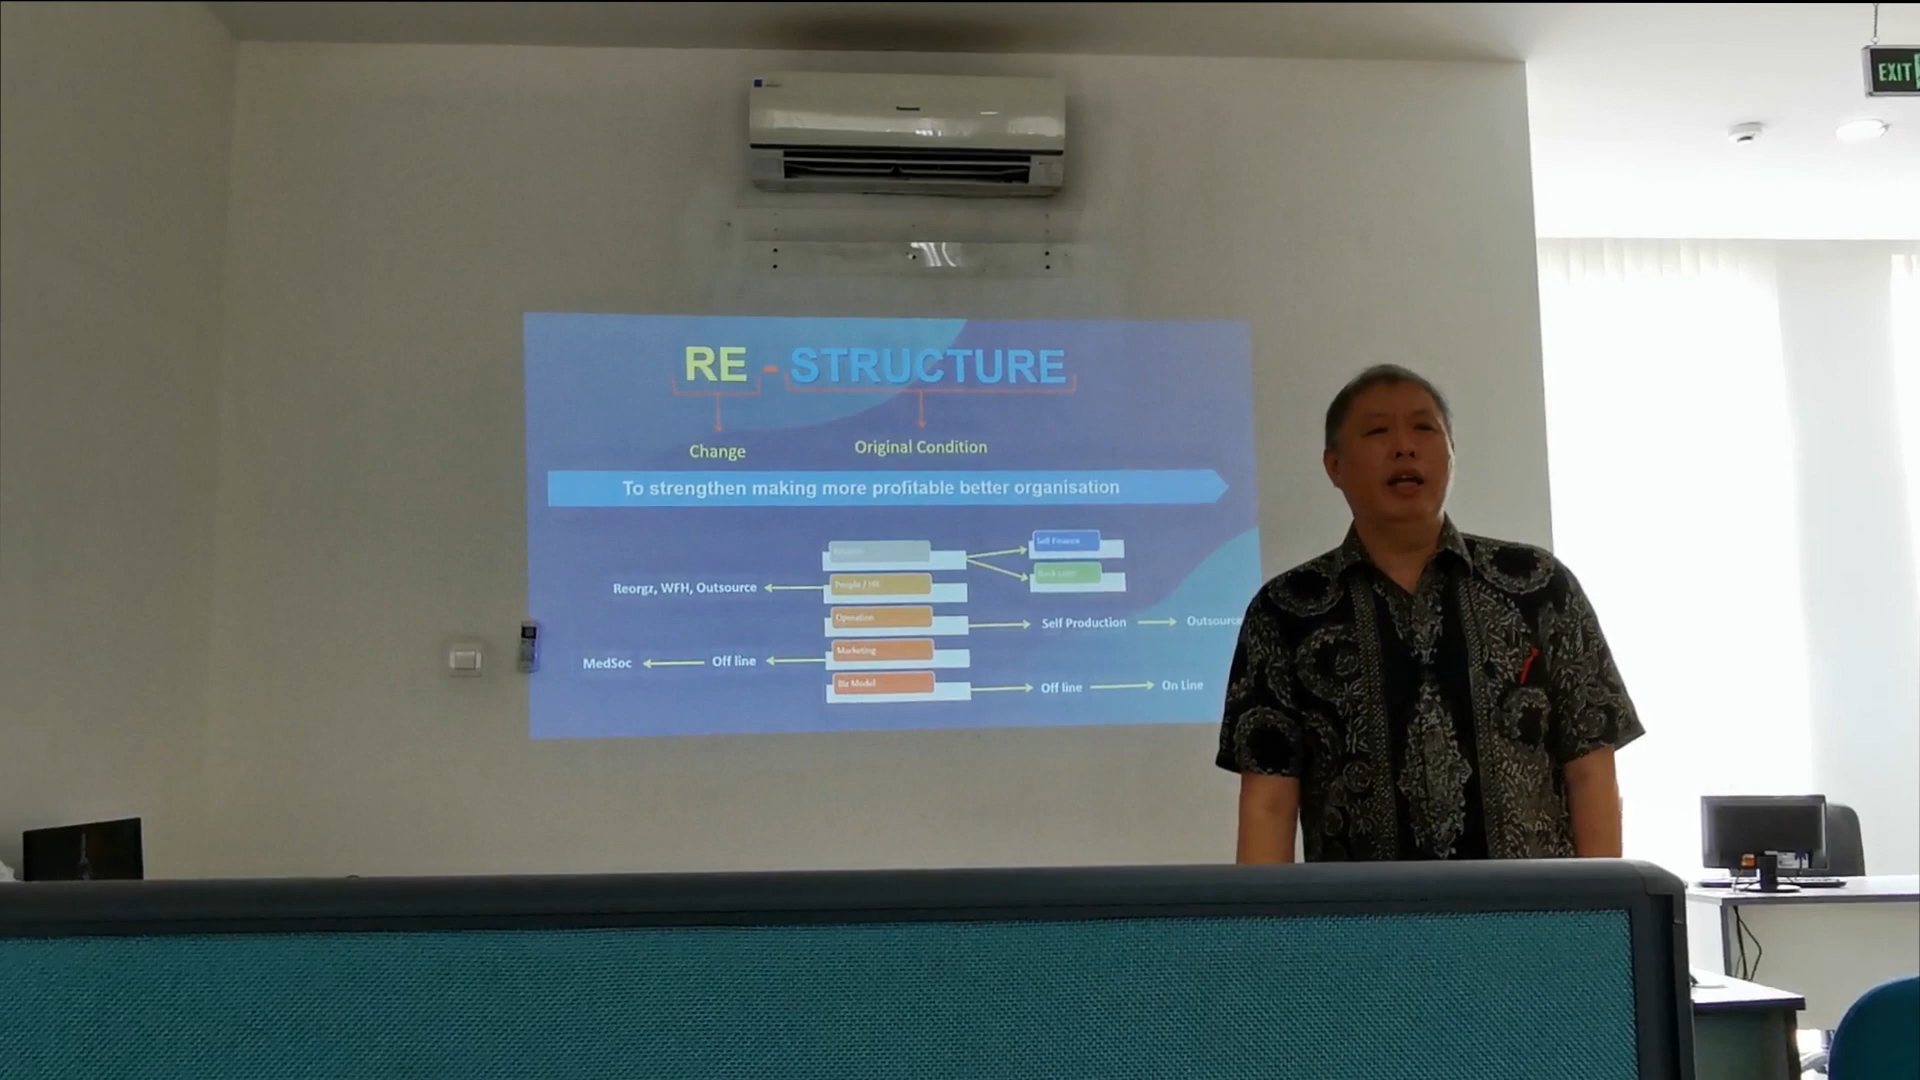 EXIT
RE - STRUCTURE
Change
Original Condition
To strengthen making more profitable better organisation
Self Finance
Reorgz, WFH, Outsource
People / HR
Operation
Self Production
Outsource
MedSoc
Off line
Marketing
Biz Model
Off line
On Line